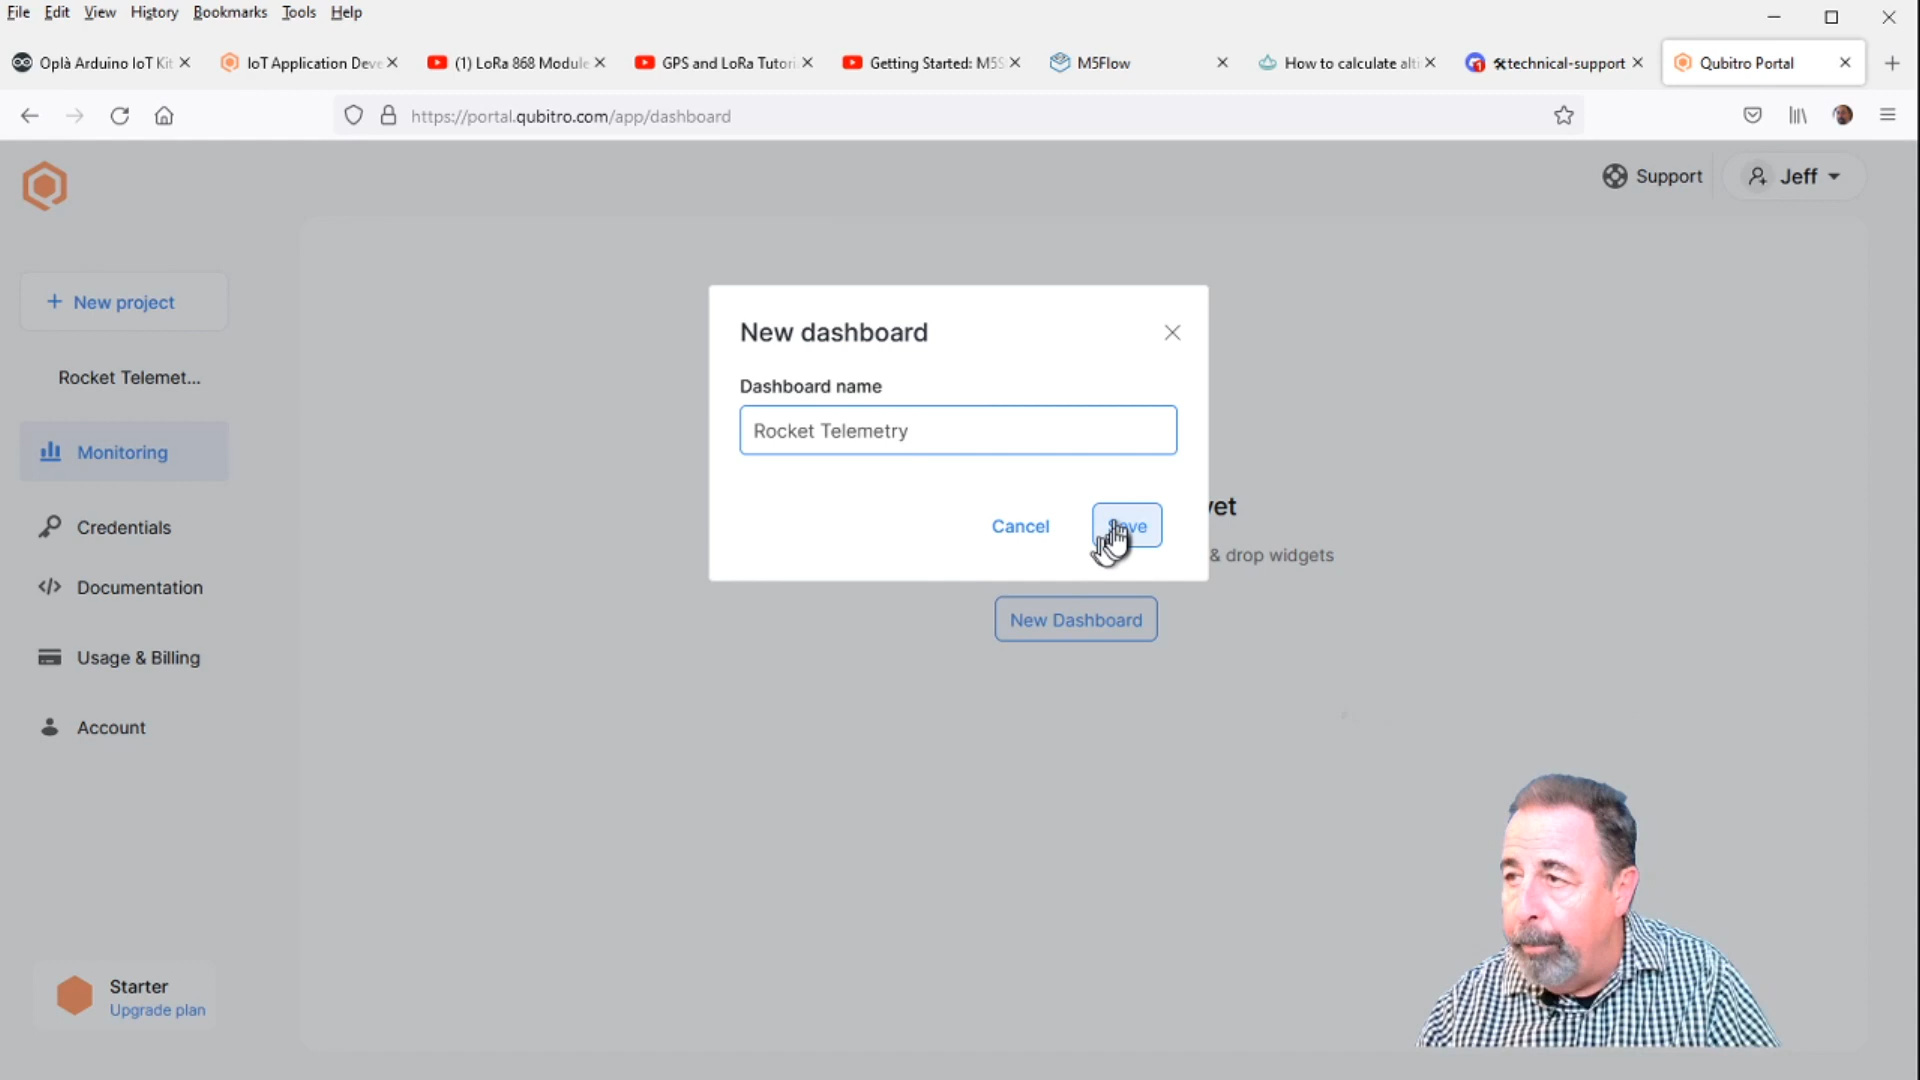 File Edit View History Bookmarks Tools Help
Oplà Arduino IoT Kit
IoT Application Deve
(1) LoRa 868 Module
GPS and LoRa Tutori
Getting Started: M5S
M5Flow
How to calculate alti
technical-support
Qubitro Portal
https://portal.qubitro.com/app/dashboard
Support
Jeff
+ New project
Rocket Telemet...
Monitoring
Credentials
Documentation
Usage & Billing
Account
Starter
Upgrade plan
New dashboard
Dashboard name
Rocket Telemetry
Cancel
& drop widgets
New Dashboard